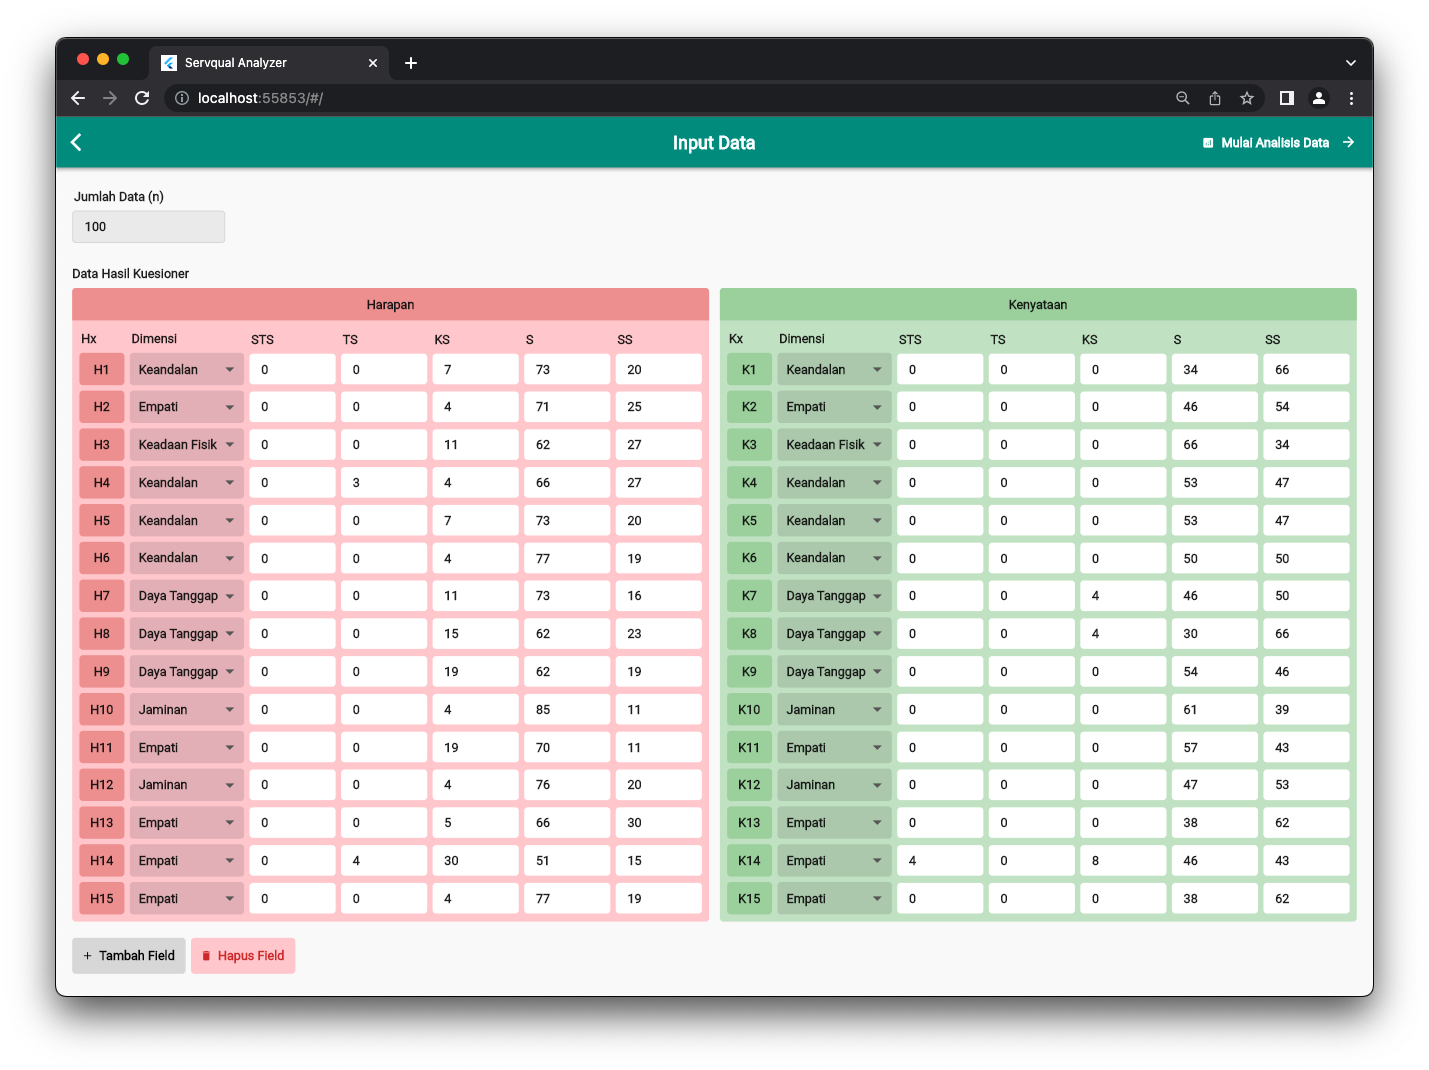 Servqual Analyzer
localhost:55853/#/
Input Data
Mulai Analisis Data
Jumlah Data (n)
100
Data Hasil Kuesioner
Harapan
Hx Dimensi STS TS KS S SS
H1 Keandalan 0 0 7 73 20
H2 Empati 0 0 4 71 25
H3 Keadaan Fisik 0 0 11 62 27
H4 Keandalan 0 3 4 66 27
H5 Keandalan 0 0 7 73 20
H6 Keandalan 0 0 4 77 19
H7 Daya Tanggap 0 0 11 73 16
H8 Daya Tanggap 0 0 15 62 23
H9 Daya Tanggap 0 0 19 62 19
H10 Jaminan 0 0 4 85 11
H11 Empati 0 0 19 70 11
H12 Jaminan 0 0 4 76 20
H13 Empati 0 0 5 66 30
H14 Empati 0 4 30 51 15
H15 Empati 0 0 4 77 19
Kenyataan
Kx Dimensi STS TS KS S SS
K1 Keandalan 0 0 0 34 66
K2 Empati 0 0 0 46 54
K3 Keadaan Fisik 0 0 0 66 34
K4 Keandalan 0 0 0 53 47
K5 Keandalan 0 0 0 53 47
K6 Keandalan 0 0 0 50 50
K7 Daya Tanggap 0 0 4 46 50
K8 Daya Tanggap 0 0 4 30 66
K9 Daya Tanggap 0 0 0 54 46
K10 Jaminan 0 0 0 61 39
K11 Empati 0 0 0 57 43
K12 Jaminan 0 0 0 47 53
K13 Empati 0 0 0 38 62
K14 Empati 4 0 8 46 43
K15 Empati 0 0 0 38 62
+ Tambah Field
Hapus Field